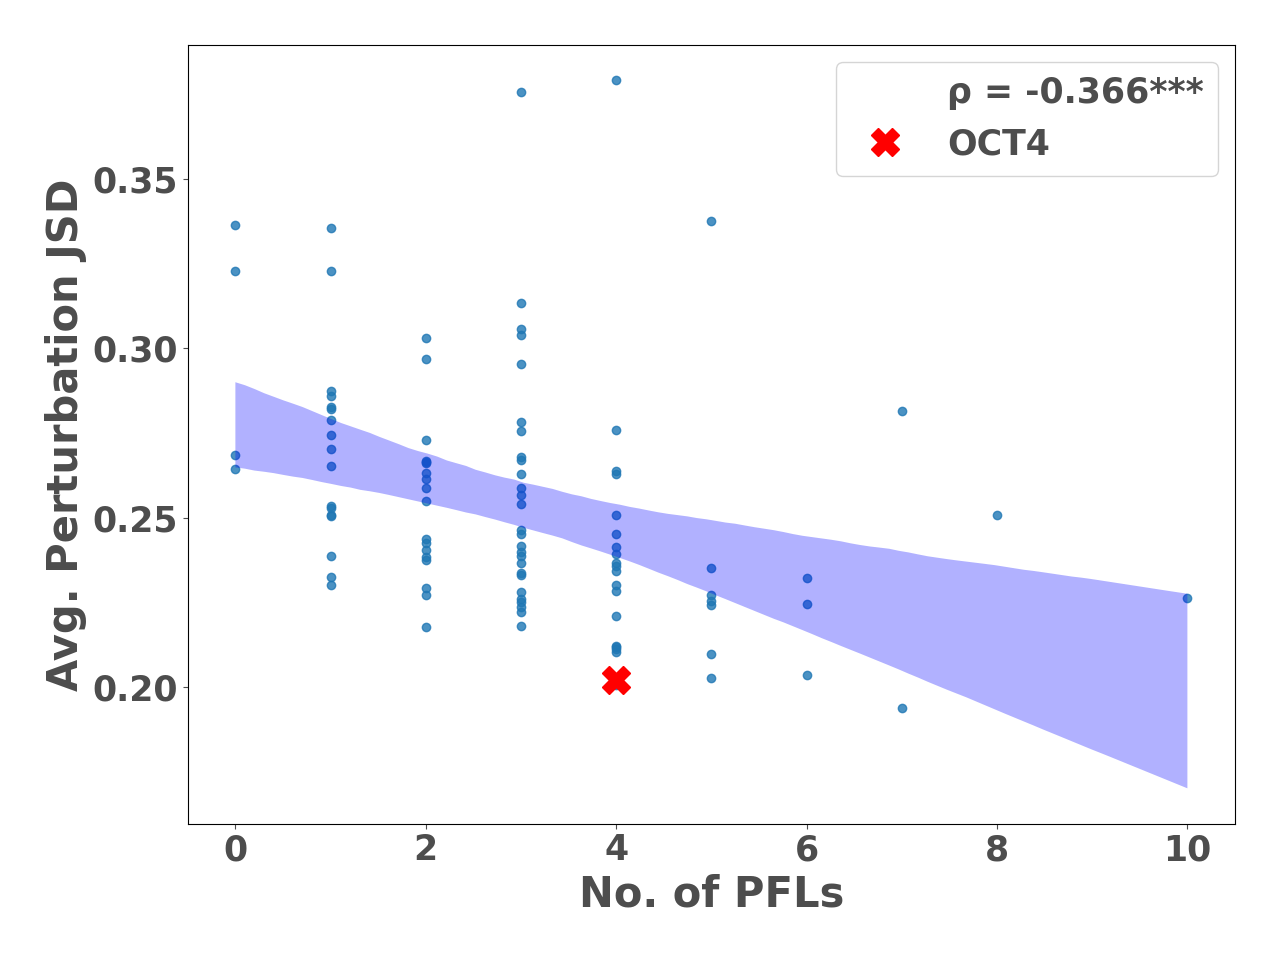 ρ = -0.366***
OCT4
Avg. Perturbation JSD
0.35
0.30
0.25
0.20
0 2 4 6 8 10
No. of PFLs